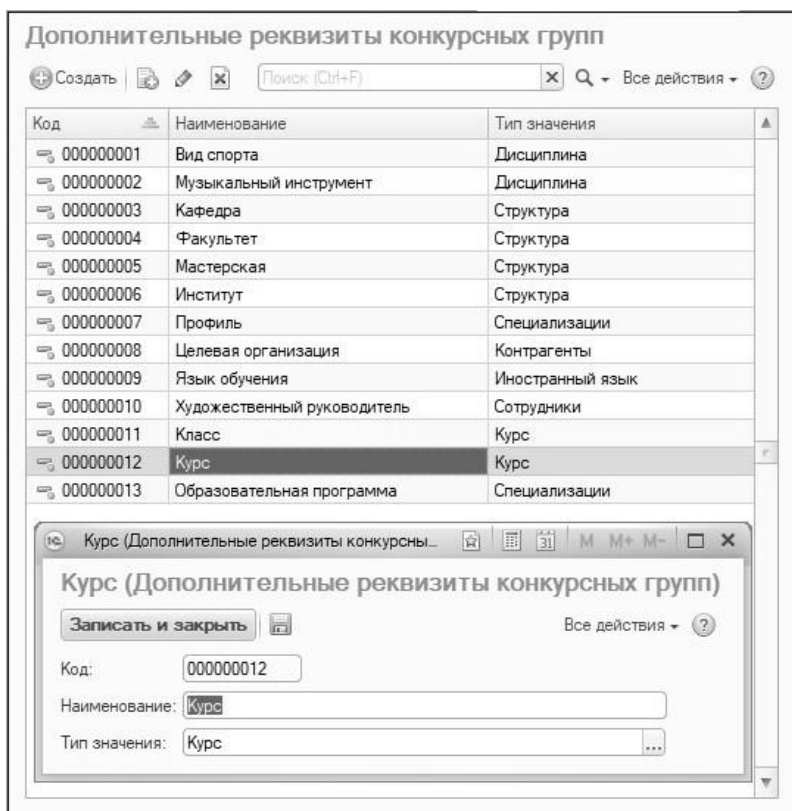 Дополнительные реквизиты конкурсных групп
Создать Поиск (Ctrl+F) Все действия
Код Наименование Тип значения
000000001 Вид спорта Дисциплина
000000002 Музыкальный инструмент Дисциплина
000000003 Кафедра Структура
000000004 Факультет Структура
000000005 Мастерская Структура
000000006 Институт Структура
000000007 Профиль Специализации
000000008 Целевая организация Контрагенты
000000009 Язык обучения Иностранный язык
000000010 Художественный руководитель Сотрудники
000000011 Класс Курс
000000012 Курс Курс
000000013 Образовательная программа Специализации
1С Курс (Дополнительные реквизиты конкурсны... 31 M M+ M-
Курс (Дополнительные реквизиты конкурсных групп)
Записать и закрыть Все действия ?
Код: 000000012
Наименование: Курс
Тип значения: Курс ...